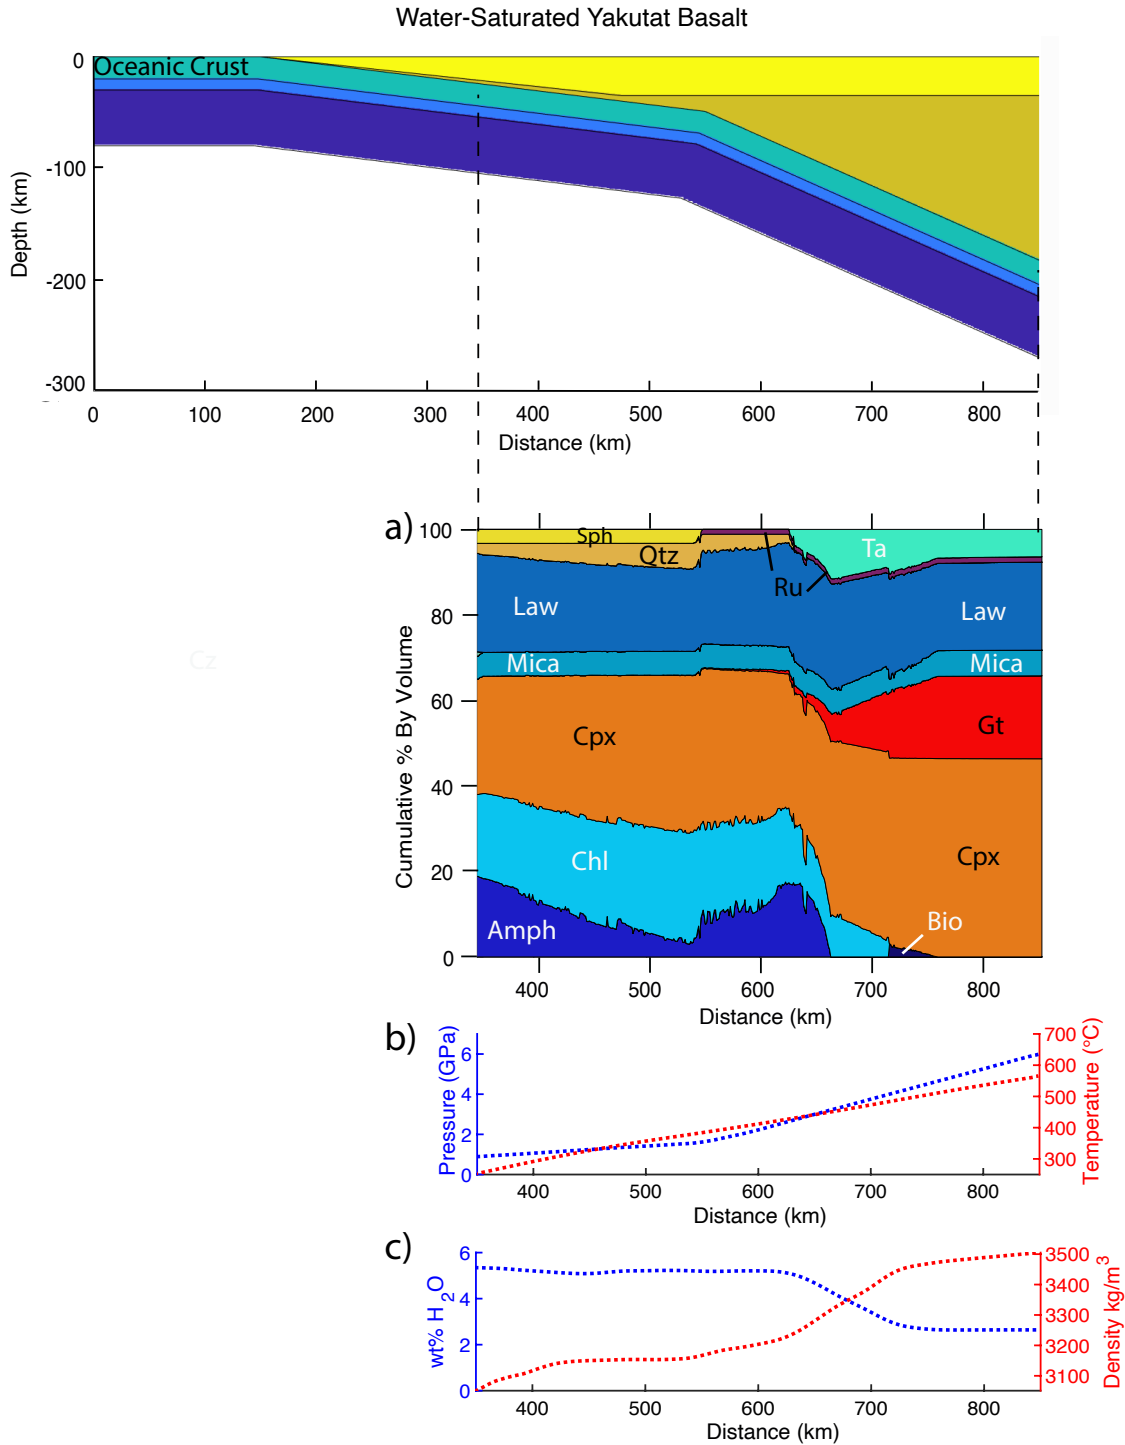 Water-Saturated Yakutat Basalt
Oceanic Crust
0
-100
-200
-300
Depth (km)
0 100 200 300 400 500 600 700 800
Distance (km)
a)
100
80
60
40
20
0
Cumulative % By Volume
Sph
Qtz
Ta
Ru
Law
Law
Cz
Mica
Mica
Cpx
Gt
Chl
Cpx
Amph
Bio
400 500 600 700 800
Distance (km)
b)
Pressure (GPa)
6
4
2
0
700
600
500
400
300
Temperature (°C)
400 500 600 700 800
Distance (km)
c)
wt% H2O
6
4
2
0
3500
3400
3300
3200
3100
Density kg/m3
400 500 600 700 800
Distance (km)